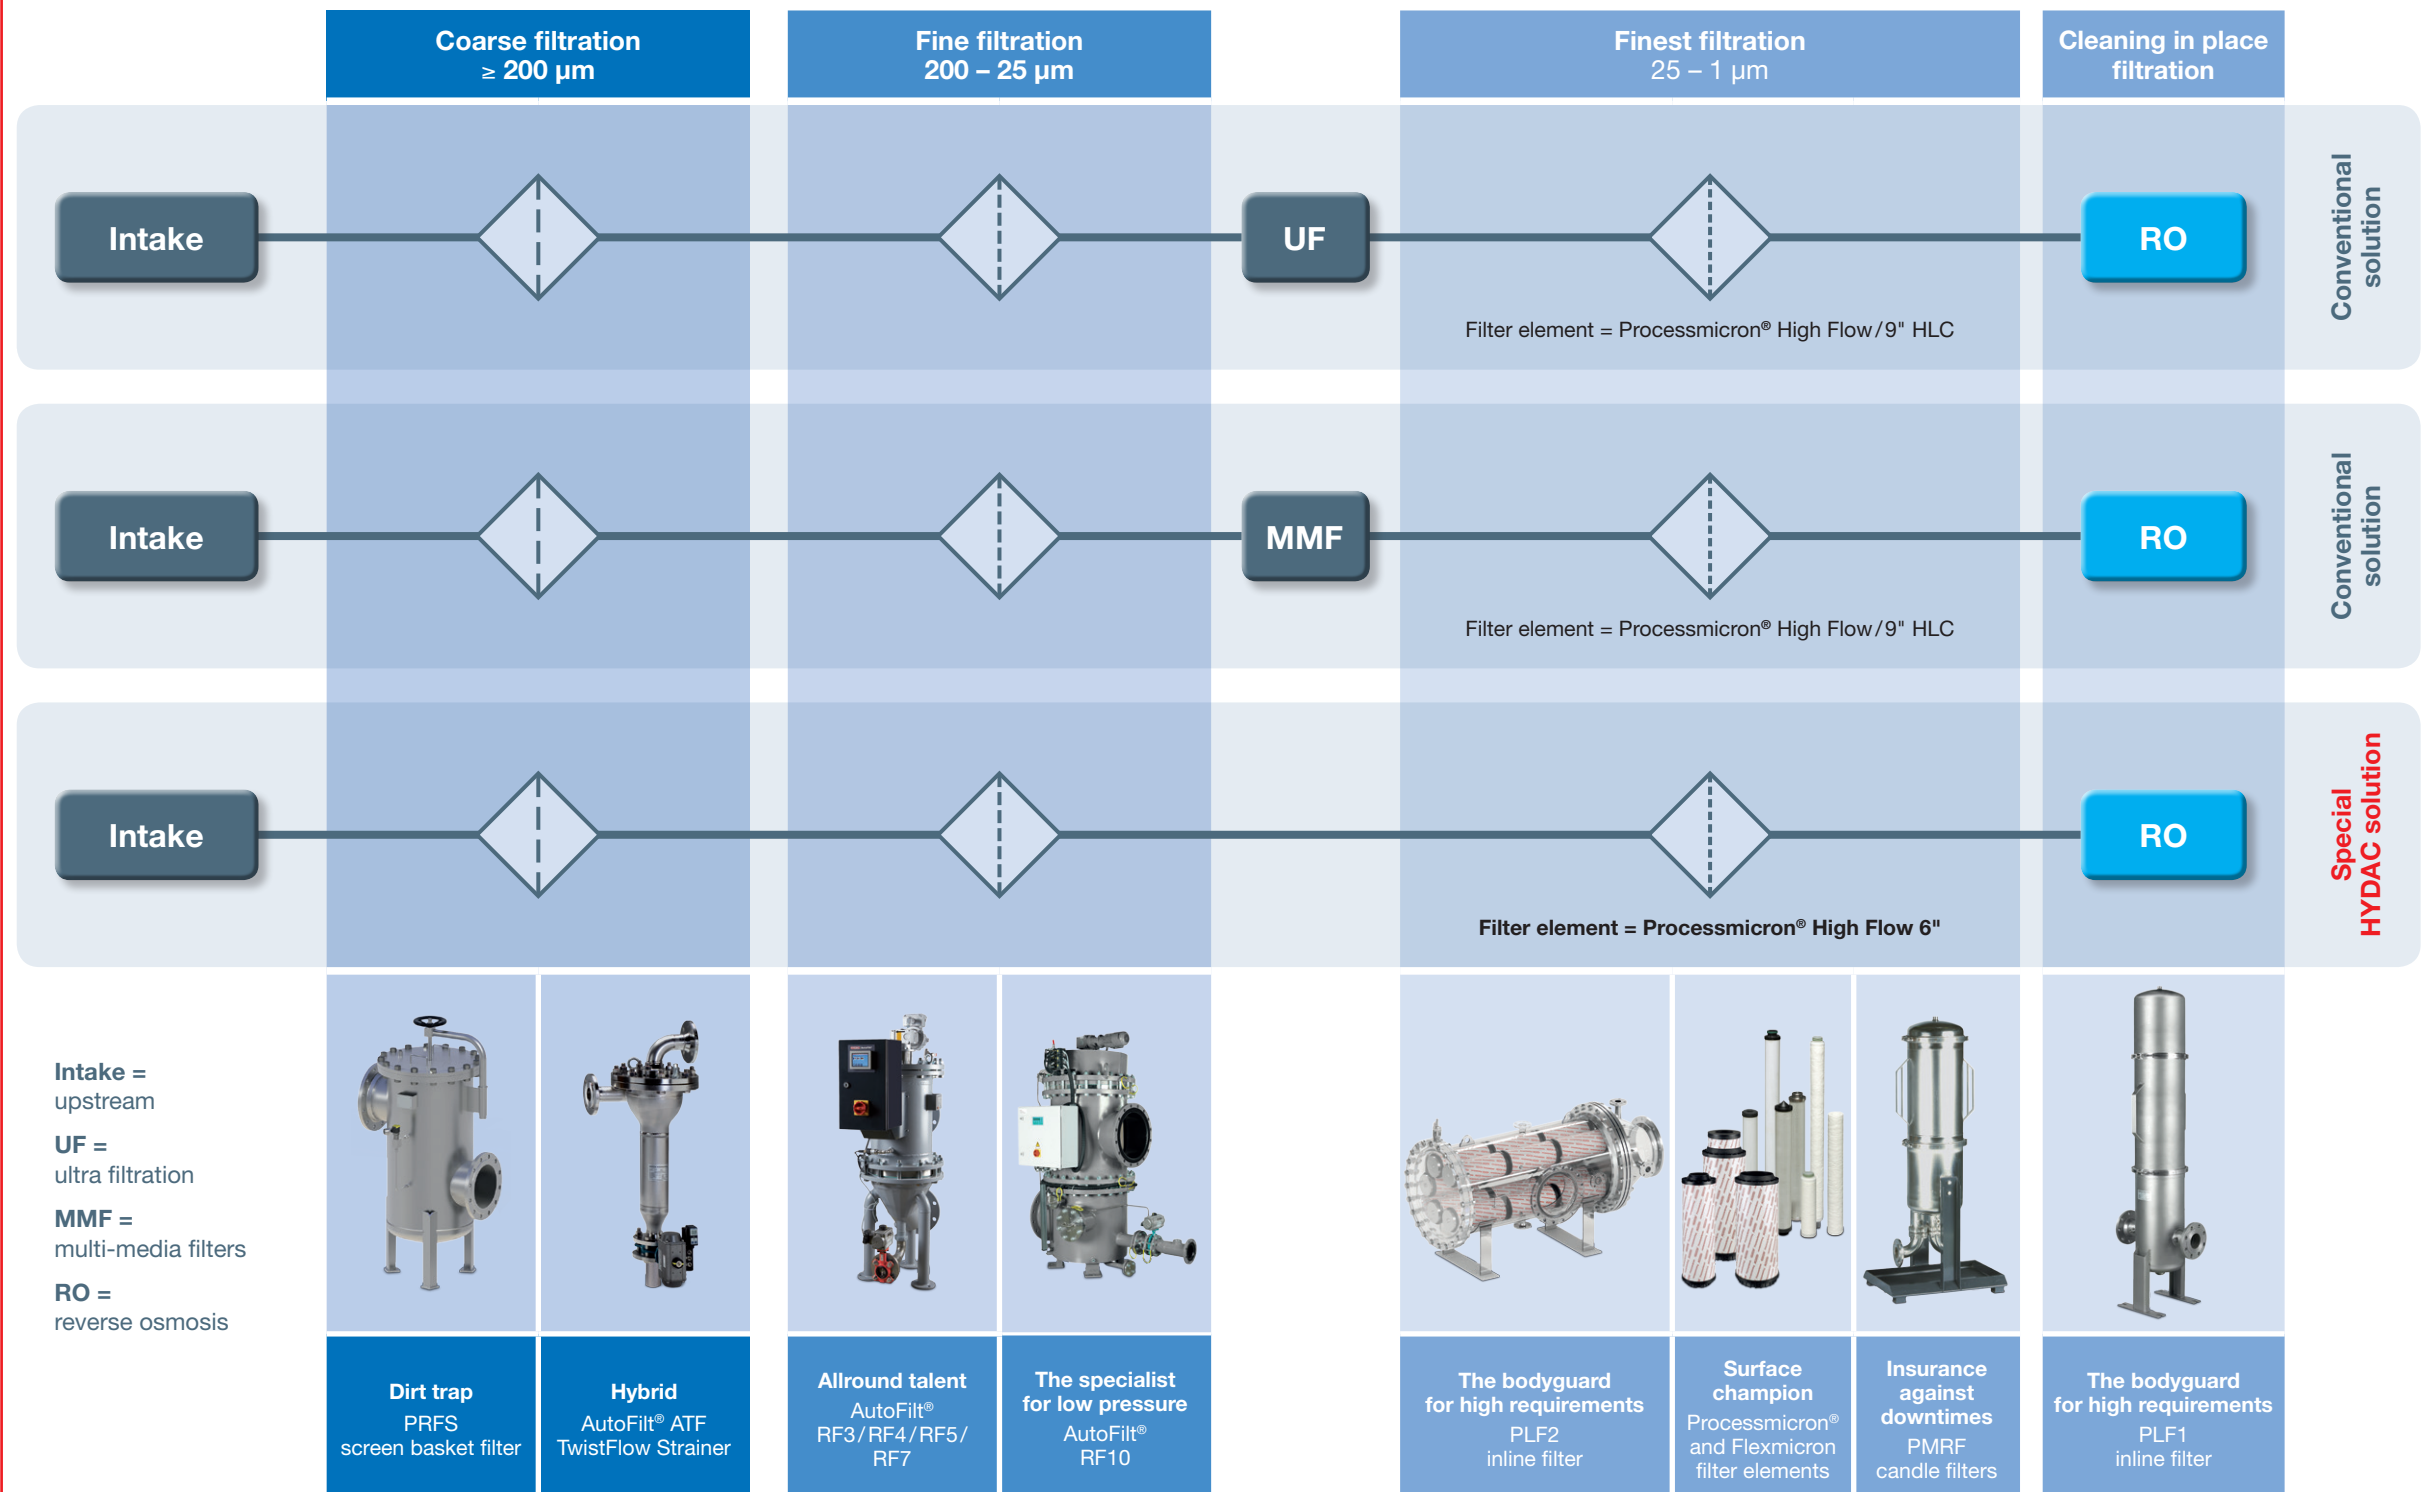 Coarse filtration
≥ 200 µm
Fine filtration
200 – 25 µm
Finest filtration
25 – 1 µm
Cleaning in place
filtration
Intake
UF
RO
Filter element = Processmicron® High Flow/9" HLC
Conventional
solution
Intake
MMF
RO
Filter element = Processmicron® High Flow/9" HLC
Conventional
solution
Intake
RO
Filter element = Processmicron® High Flow 6"
Special
HYDAC solution
Intake =
upstream
UF =
ultra filtration
MMF =
multi-media filters
RO =
reverse osmosis
Dirt trap
PRFS
screen basket filter
Hybrid
AutoFilt® ATF
TwistFlow Strainer
Allround talent
AutoFilt®
RF3/RF4/RF5/
RF7
The specialist
for low pressure
AutoFilt®
RF10
The bodyguard
for high requirements
PLF2
inline filter
Surface
champion
Processmicron®
and Flexmicron
filter elements
Insurance
against
downtimes
PMRF
candle filters
The bodyguard
for high requirements
PLF1
inline filter